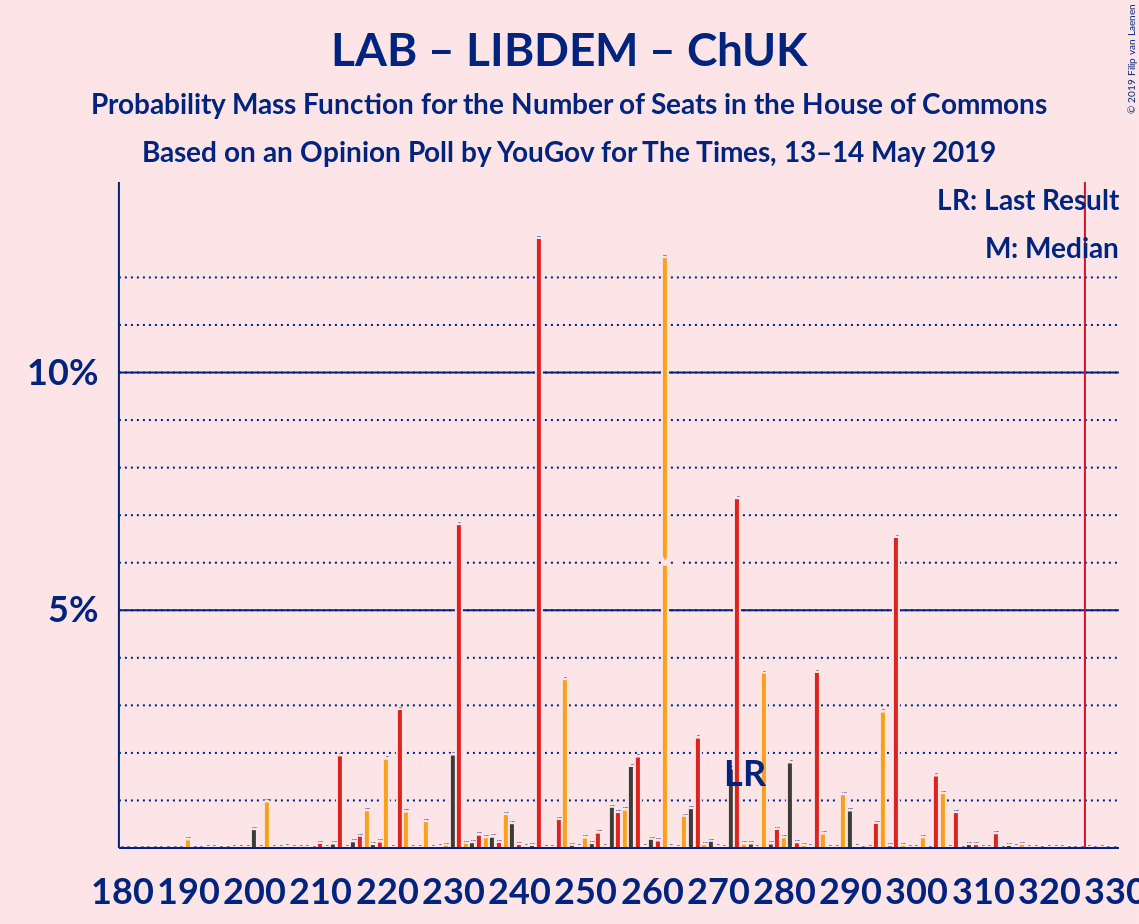 LAB – LIBDEM – ChUK
Probability Mass Function for the Number of Seats in the House of Commons
Based on an Opinion Poll by YouGov for The Times, 13–14 May 2019
© 2019 Filip van Laenen
LR: Last Result
M: Median
10%
5%
LR
180 190 200 210 220 230 240 250 260 270 280 290 300 310 320 330